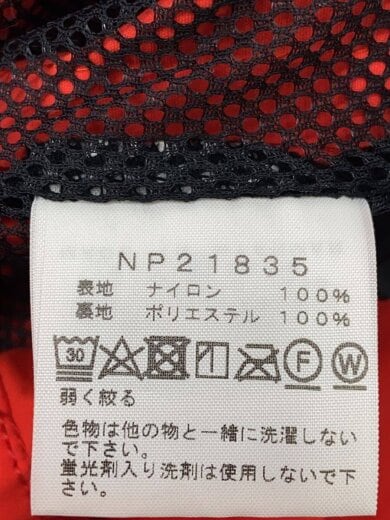 NP21835
表地 ナイロン 100%
裏地 ポリエステル 100%
30 F W
弱く絞る
色物は他の物と一緒に洗濯しない
で下さい。
蛍光剤入り洗剤は使用しないで下
さい。